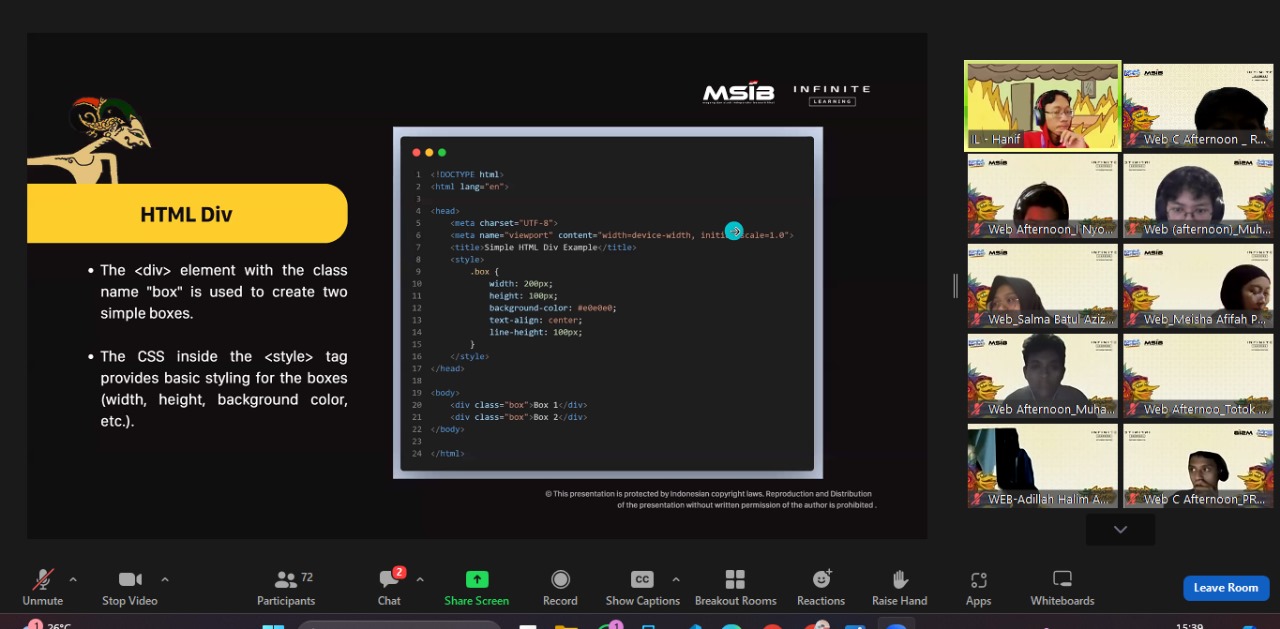 MSIB
INFINITE
LEARNING
HTML Div
• The <div> element with the class
name "box" is used to create two
simple boxes.
• The CSS inside the <style> tag
provides basic styling for the boxes
(width, height, background color,
etc.).
1 <!DOCTYPE html>
2 <html lang="en">
3
4 <head>
5 <meta charset="UTF-8">
6 <meta name="viewport" content="width=device-width, initi scale=1.0">
7 <title>Simple HTML Div Example</title>
8 <style>
9 .box {
10 width: 200px;
11 height: 100px;
12 background-color: #e0e0e0;
13 text-align: center;
14 line-height: 100px;
15 }
16 </style>
17 </head>
18
19 <body>
20 <div class="box">Box 1</div>
21 <div class="box">Box 2</div>
22 </body>
23
24 </html>
© This presentation is protected by Indonesian copyright laws. Reproduction and Distribution
of the presentation without written permission of the author is prohibited .
IL - Hanif
Web C Afternoon _ R...
Web Afternoon_I Nyo...
Web (afternoon)_Muh...
Web_Salma Batul Aziz...
Web_Meisha Afifah P...
Web Afternoon_Muha...
Web Afternoo_Totok ...
WEB-Adillah Halim A...
Web C Afternoon_PR...
Unmute
Stop Video
72
Participants
2
Chat
Share Screen
Record
CC
Show Captions
Breakout Rooms
Reactions
Raise Hand
Apps
Whiteboards
Leave Room
1
26°C
1
15:39